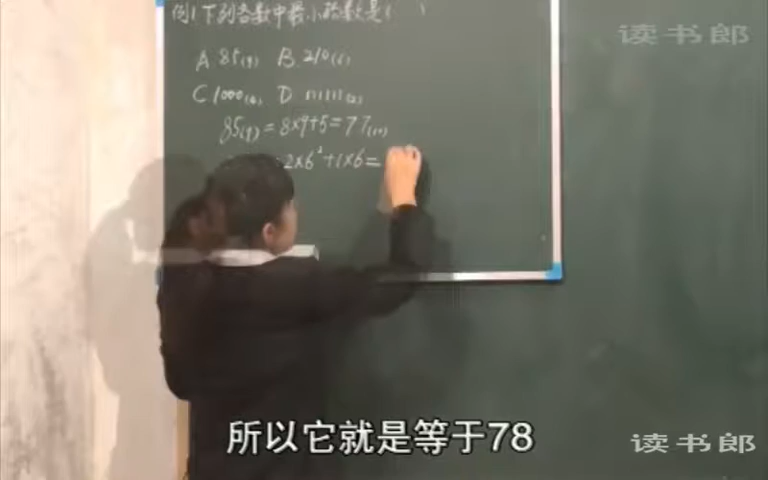 例1下列各数中最小的数是( )
读书郎
A.85(9) B.210(6)
C.1000(4) D.111111(2)
85(9)=8×9+5=77(10)
2×6²+1×6=
所以它就是等于78
读书郎